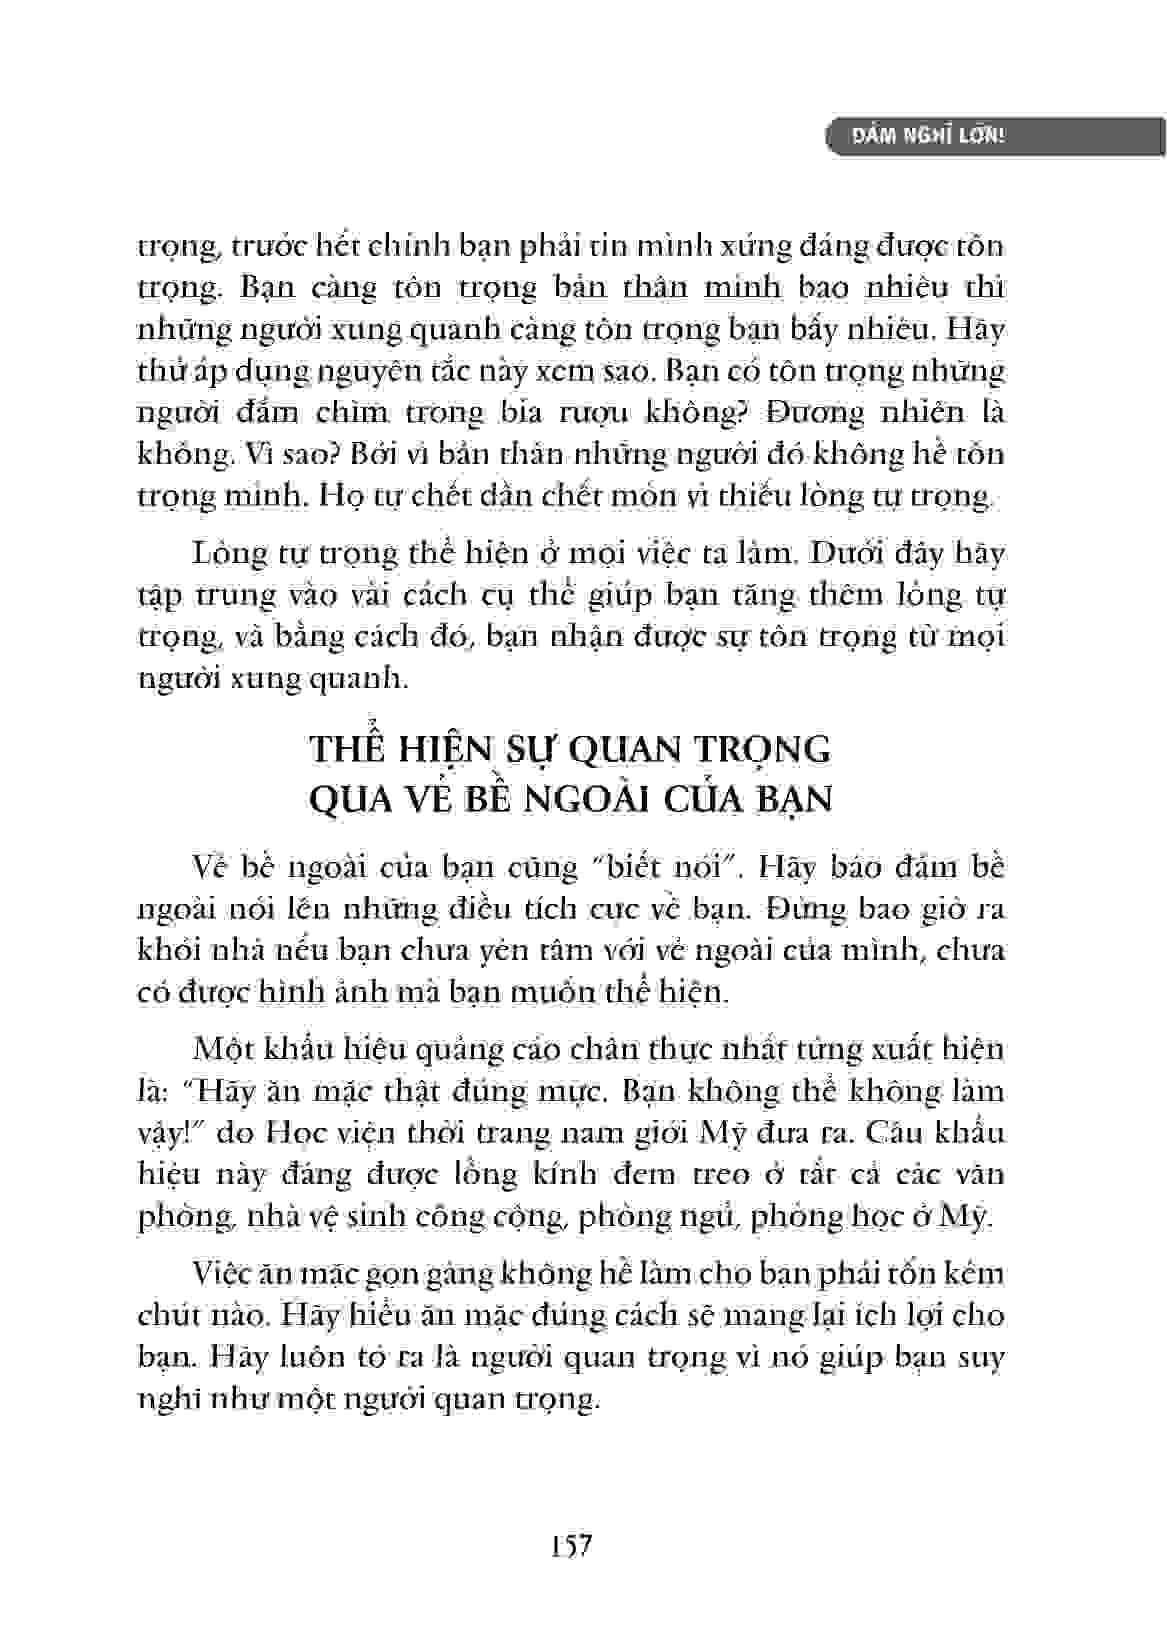 DÁM NGHĨ LỚN!
trọng, trước hết chính bạn phải tin mình xứng đáng được tôn
trọng. Bạn càng tôn trọng bản thân mình bao nhiêu thì
những người xung quanh càng tôn trọng bạn bấy nhiêu. Hãy
thử áp dụng nguyên tắc này xem sao. Bạn có tôn trọng những
người đắm chìm trong bia rượu không? Đương nhiên là
không. Vì sao? Bởi vì bản thân những người đó không hề tôn
trọng mình. Họ tự chết dần chết mòn vì thiếu lòng tự trọng.
Lòng tự trọng thể hiện ở mọi việc ta làm. Dưới đây hãy
tập trung vào vài cách cụ thể giúp bạn tăng thêm lòng tự
trọng, và bằng cách đó, bạn nhận được sự tôn trọng từ mọi
người xung quanh.
THỂ HIỆN SỰ QUAN TRỌNG
QUA VẺ BỀ NGOÀI CỦA BẠN
Vẻ bề ngoài của bạn cũng “biết nói”. Hãy bảo đảm bề
ngoài nói lên những điều tích cực về bạn. Đừng bao giờ ra
khỏi nhà nếu bạn chưa yên tâm với vẻ ngoài của mình, chưa
có được hình ảnh mà bạn muốn thể hiện.
Một khẩu hiệu quảng cáo chân thực nhất từng xuất hiện
là: “Hãy ăn mặc thật đúng mực. Bạn không thể không làm
vậy!” do Học viện thời trang nam giới Mỹ đưa ra. Câu khẩu
hiệu này đáng được lồng kính đem treo ở tất cả các văn
phòng, nhà vệ sinh công cộng, phòng ngủ, phòng học ở Mỹ.
Việc ăn mặc gọn gàng không hề làm cho bạn phải tốn kém
chút nào. Hãy hiểu ăn mặc đúng cách sẽ mang lại ích lợi cho
bạn. Hãy luôn tỏ ra là người quan trọng vì nó giúp bạn suy
nghĩ như một người quan trọng.
157